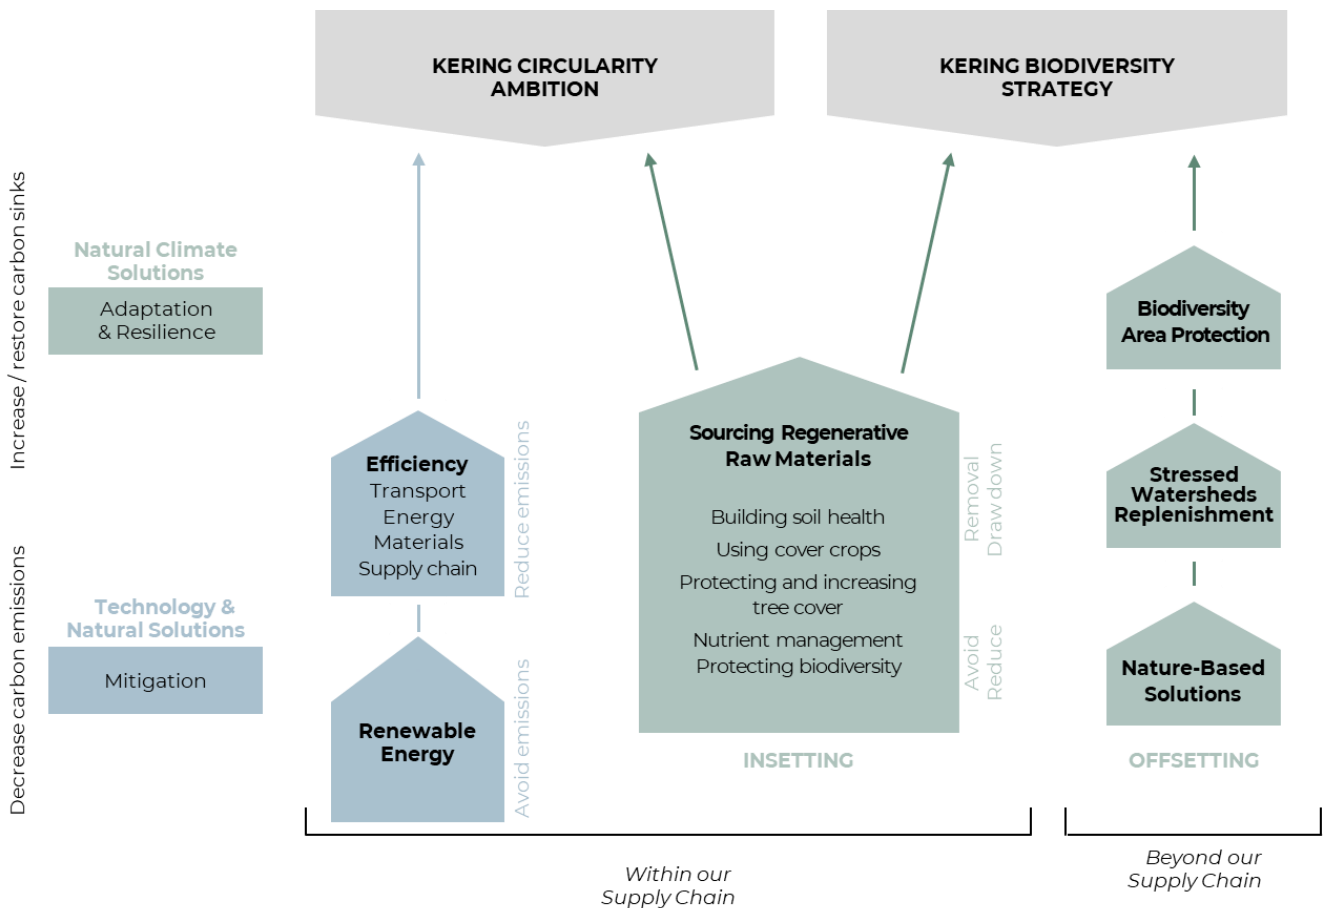 KERING CIRCULARITY
AMBITION
KERING BIODIVERSITY
STRATEGY
Increase / restore carbon sinks
Decrease carbon emissions
Natural Climate
Solutions
Adaptation
& Resilience
Technology &
Natural Solutions
Mitigation
Efficiency
Transport
Energy
Materials
Supply chain
Reduce emissions
Renewable
Energy
Avoid emissions
Sourcing Regenerative
Raw Materials
Building soil health
Using cover crops
Protecting and increasing
tree cover
Nutrient management
Protecting biodiversity
Removal
Draw down
Avoid
Reduce
INSETTING
Biodiversity
Area Protection
Stressed
Watersheds
Replenishment
Nature-Based
Solutions
OFFSETTING
Within our
Supply Chain
Beyond our
Supply Chain